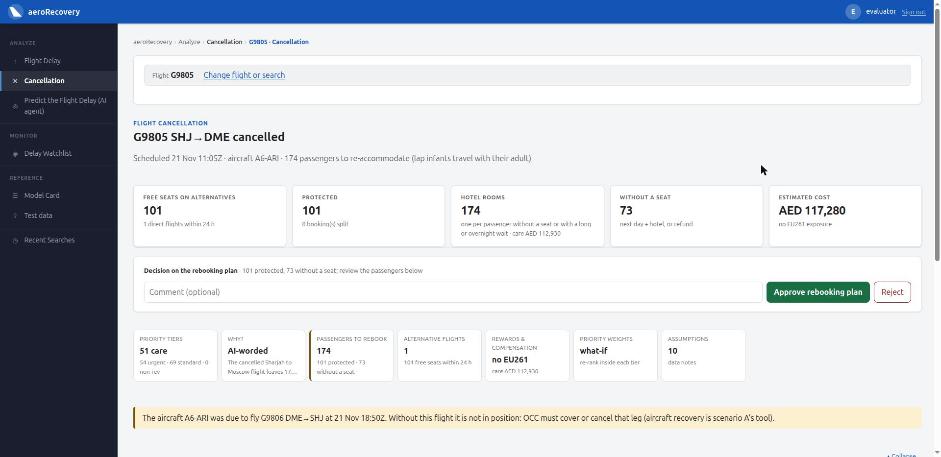 aeroRecovery
E evaluator Sign out
ANALYZE
Flight Delay
Cancellation
Predict the Flight Delay (AI
agent)
MONITOR
Delay Watchlist
REFERENCE
Model Card
Test data
Recent Searches
aeroRecovery › Analyze › Cancellation › G9805 · Cancellation
Flight G9805 Change flight or search
FLIGHT CANCELLATION
G9805 SHJ→DME cancelled
Scheduled 21 Nov 11:05Z · aircraft A6-ARI · 174 passengers to re-accommodate (lap infants travel with their adult)
FREE SEATS ON ALTERNATIVES
101
1 direct flights within 24 h
PROTECTED
101
booking(s) split
HOTEL ROOMS
174
one per passenger without a seat or with a long
or overnight wait · care AED 112,930
WITHOUT A SEAT
73
next day + hotel, or refund
ESTIMATED COST
AED 117,280
no EU261 exposure
Decision on the rebooking plan 101 protected, 73 without a seat; review the passengers below
Comment (optional)
Approve rebooking plan
Reject
PRIORITY TIERS
51 care
54 urgent · 69 standard · 0
non-rev
WHY?
AI-worded
The cancelled Sharjah to
Moscow flight leaves
PASSENGERS TO REBOOK
174
101 protected · 73
without a seat
ALTERNATIVE FLIGHTS
1
104 free seats within 24 h
REWARDS &
COMPENSATION
no EU261
care AED 112,930
PRIORITY WEIGHTS
what-if
re-rank inside each tier
ASSUMPTIONS
10
data notes
The aircraft A6-ARI was due to fly G9806 DME→SHJ at 21 Nov 18:50Z. Without this flight it is not in position: OCC must cover or cancel that leg (aircraft recovery is scenario A's tool).
Collapse